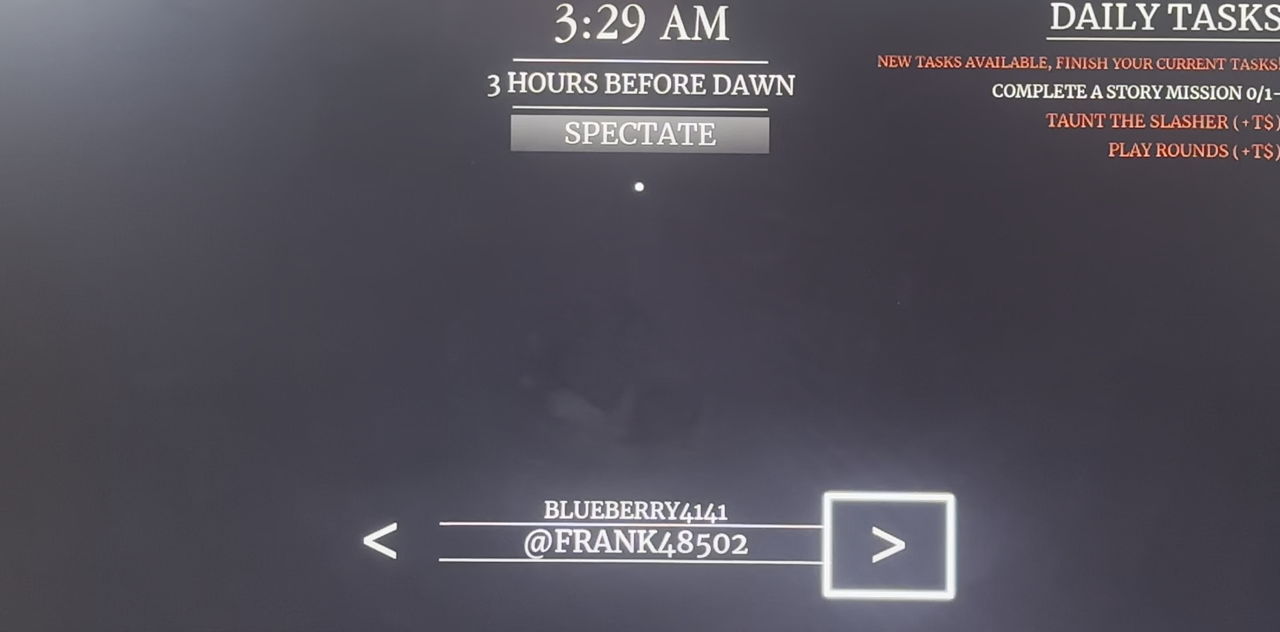 3:29 AM
3 HOURS BEFORE DAWN
SPECTATE
DAILY TASKS
NEW TASKS AVAILABLE, FINISH YOUR CURRENT TASKS!
COMPLETE A STORY MISSION 0/1-
TAUNT THE SLASHER (+T$)
PLAY ROUNDS (+T$)
BLUEBERRY4141
< @FRANK48502 >